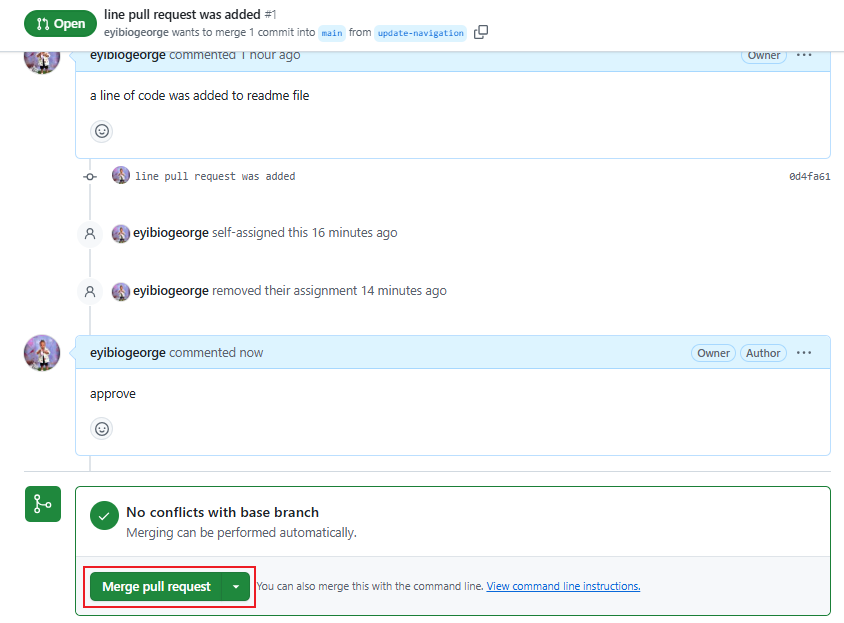 Open
line pull request was added #1
eyibiogeorge wants to merge 1 commit into main from update-navigation
eyibiogeorge commented 1 hour ago
Owner
a line of code was added to readme file
line pull request was added
0d4fa61
eyibiogeorge self-assigned this 16 minutes ago
eyibiogeorge removed their assignment 14 minutes ago
eyibiogeorge commented now
Owner
Author
approve
No conflicts with base branch
Merging can be performed automatically.
Merge pull request
You can also merge this with the command line. View command line instructions.